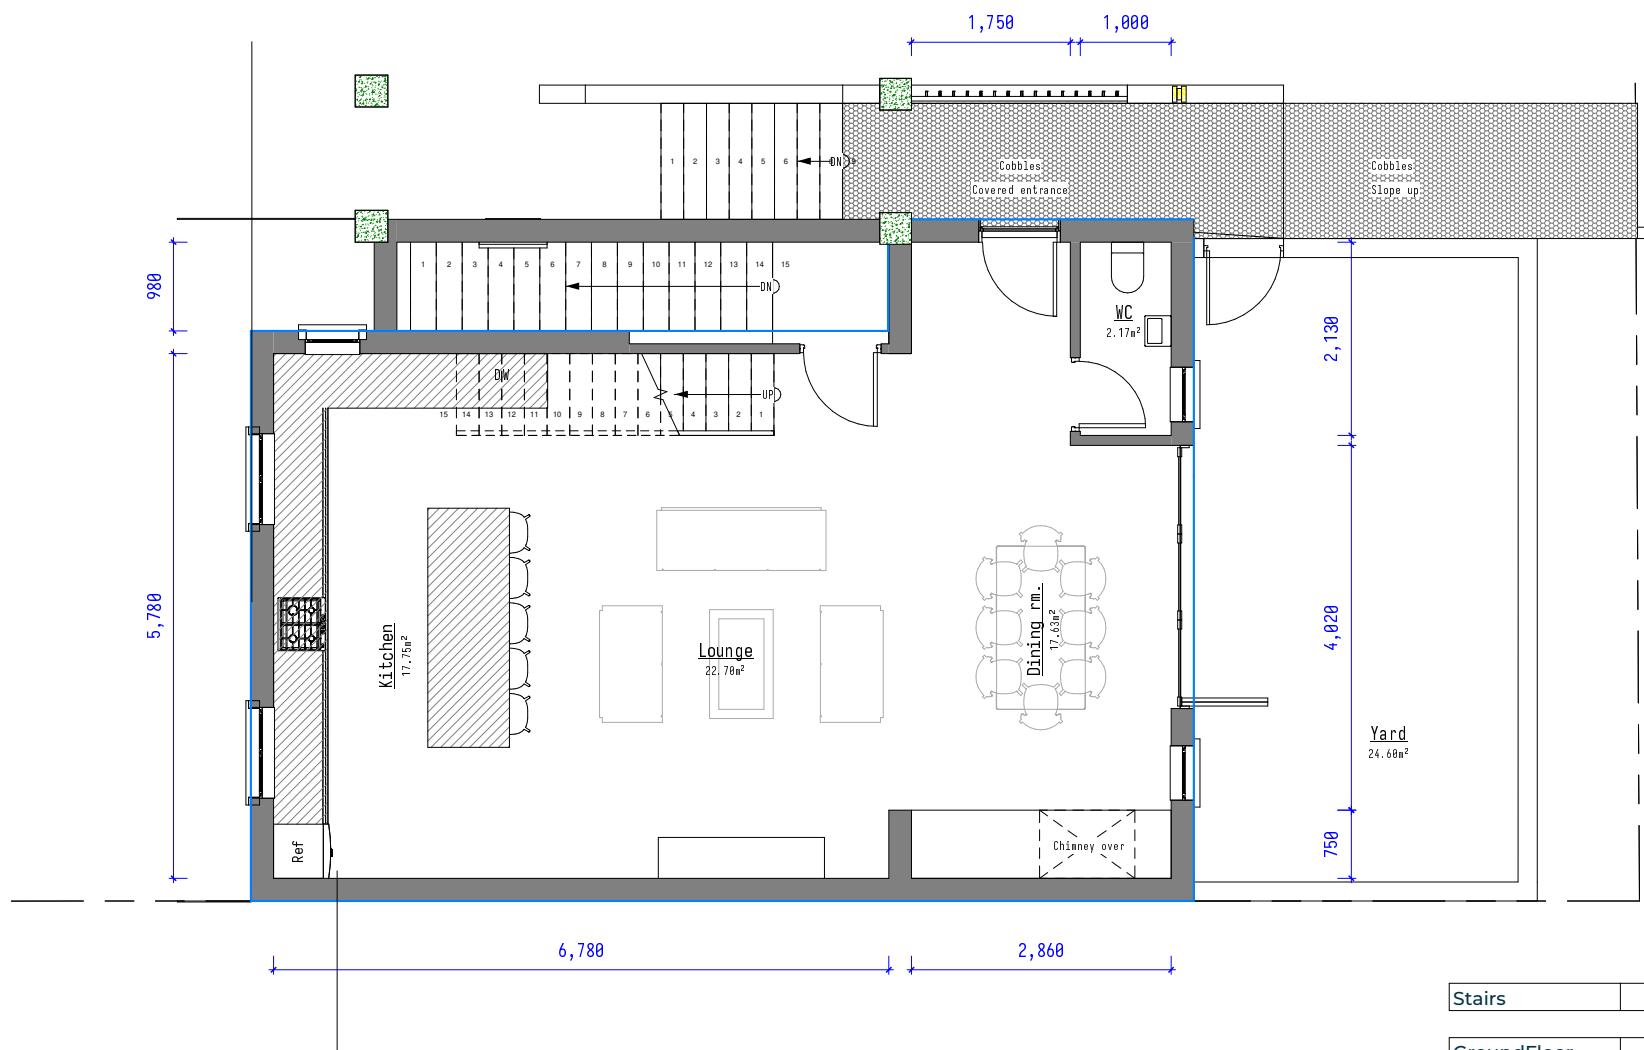 1,750
1,000
1 2 3 4 5 6 DN 9
Cobbles
Covered entrance
Cobbles
Slope up
980
1 2 3 4 5 6 7 8 9 10 11 12 13 14 15
DN
WC
2.17m²
2,130
DW
UP
15 14 13 12 11 10 9 8 7 6 5 4 3 2 1
5,780
Kitchen
17.75m²
Lounge
22.70m²
Dining rm.
17.63m²
4,020
Yard
24.60m²
Ref
Chimney over
750
6,780
2,860
Stairs
GroundFloor